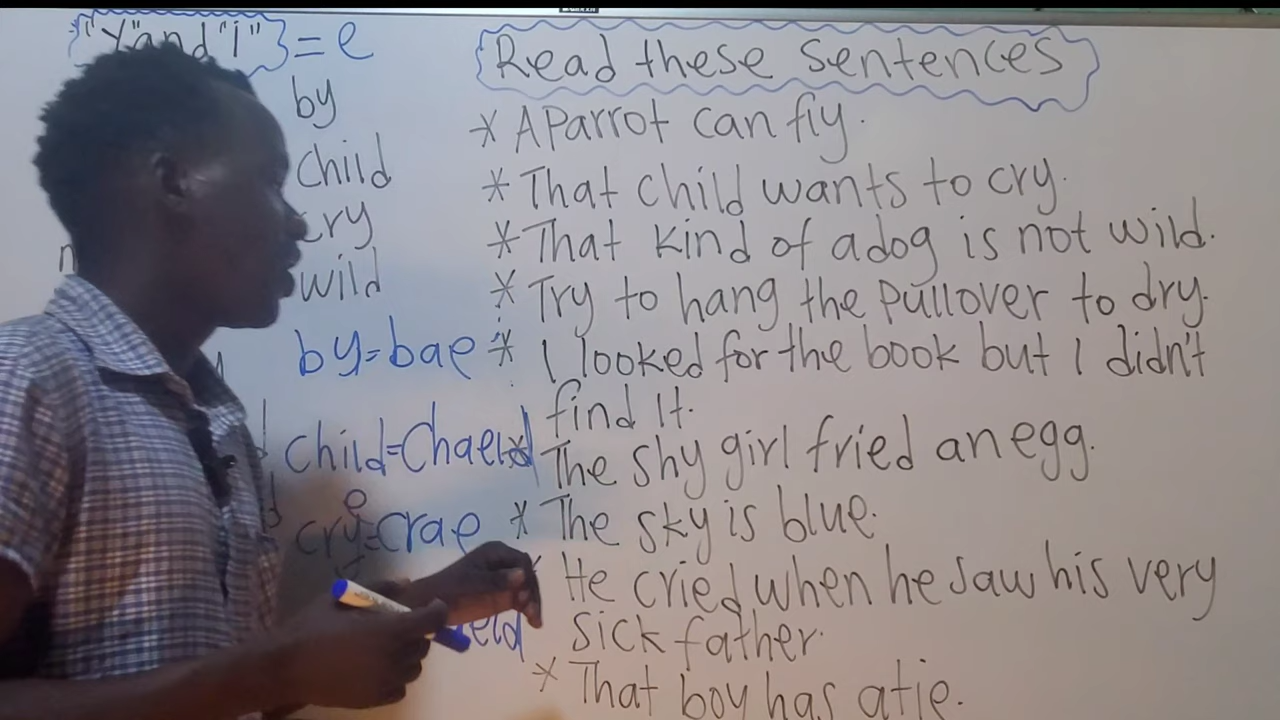 "Y" and "i" = e
by
child
cry
wild
by=bae
child=Chaeld
cry=crae
Read these sentences
* A Parrot can fly.
* That child wants to cry.
* That kind of a dog is not wild.
* Try to hang the pullover to dry.
* I looked for the book but I didn't
find it.
* The shy girl fried an egg.
* The sky is blue.
* He cried when he saw his very
sick father.
* That boy has a tie.